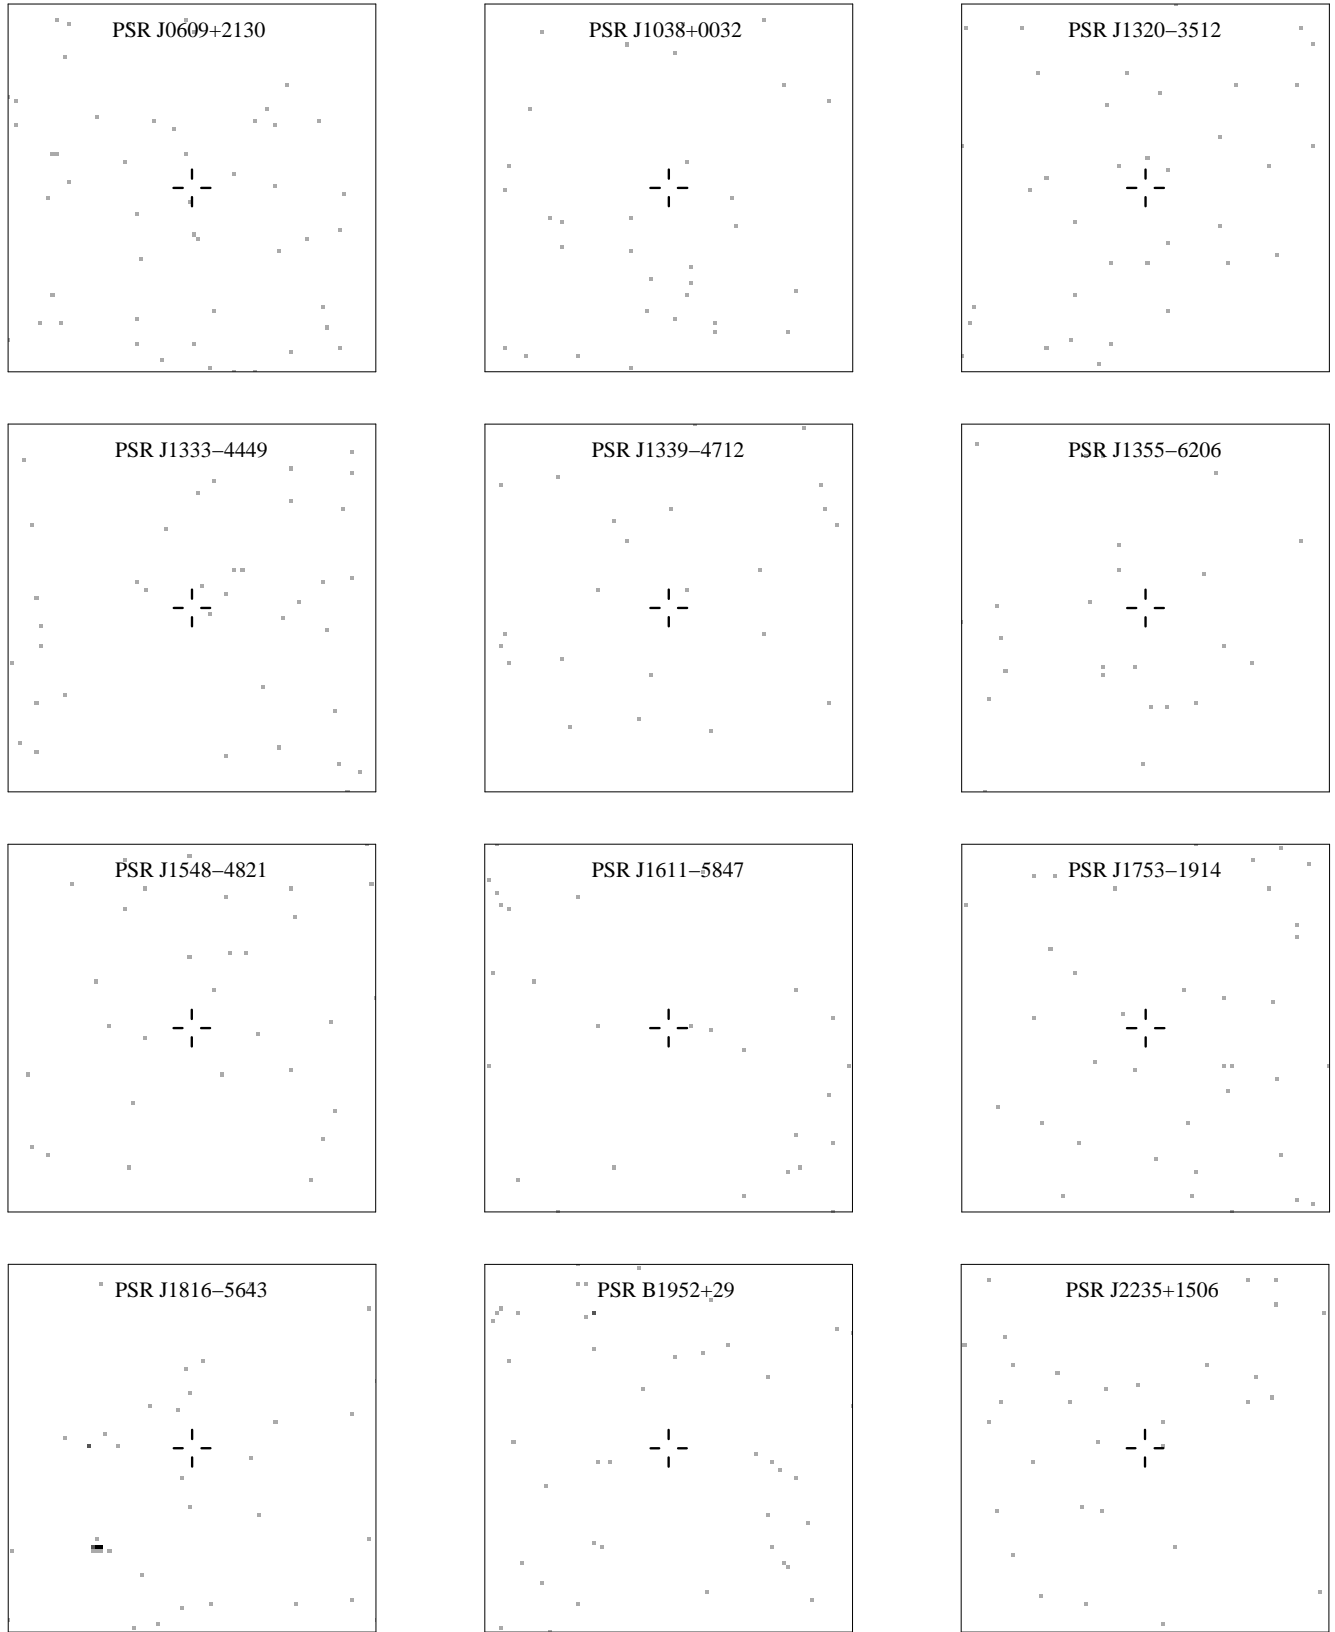 PSR J0609+2130
PSR J1038+0032
PSR J1320−3512
PSR J1333−4449
PSR J1339−4712
PSR J1355−6206
PSR J1548−4821
PSR J1611−5847
PSR J1753−1914
PSR J1816−5643
PSR B1952+29
PSR J2235+1506